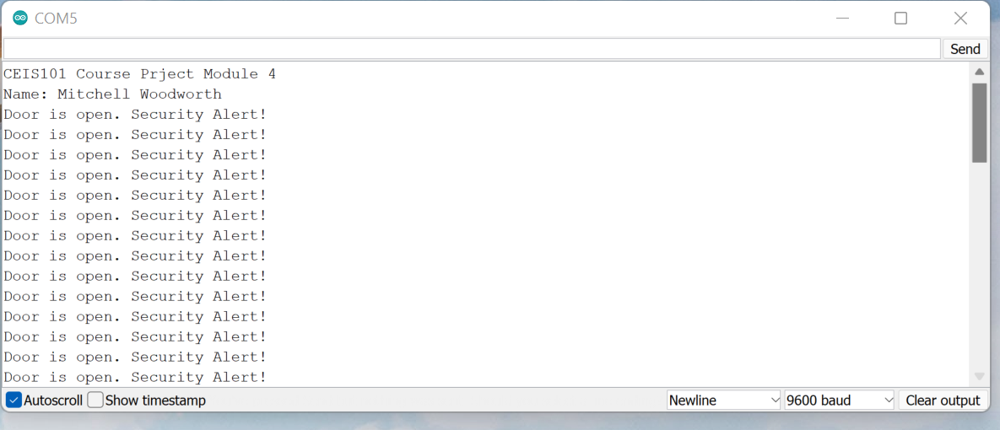 COM5
Send
CEIS101 Course Prject Module 4
Name: Mitchell Woodworth
Door is open. Security Alert!
Door is open. Security Alert!
Door is open. Security Alert!
Door is open. Security Alert!
Door is open. Security Alert!
Door is open. Security Alert!
Door is open. Security Alert!
Door is open. Security Alert!
Door is open. Security Alert!
Door is open. Security Alert!
Door is open. Security Alert!
Door is open. Security Alert!
Door is open. Security Alert!
Door is open. Security Alert!
Autoscroll Show timestamp Newline 9600 baud Clear output